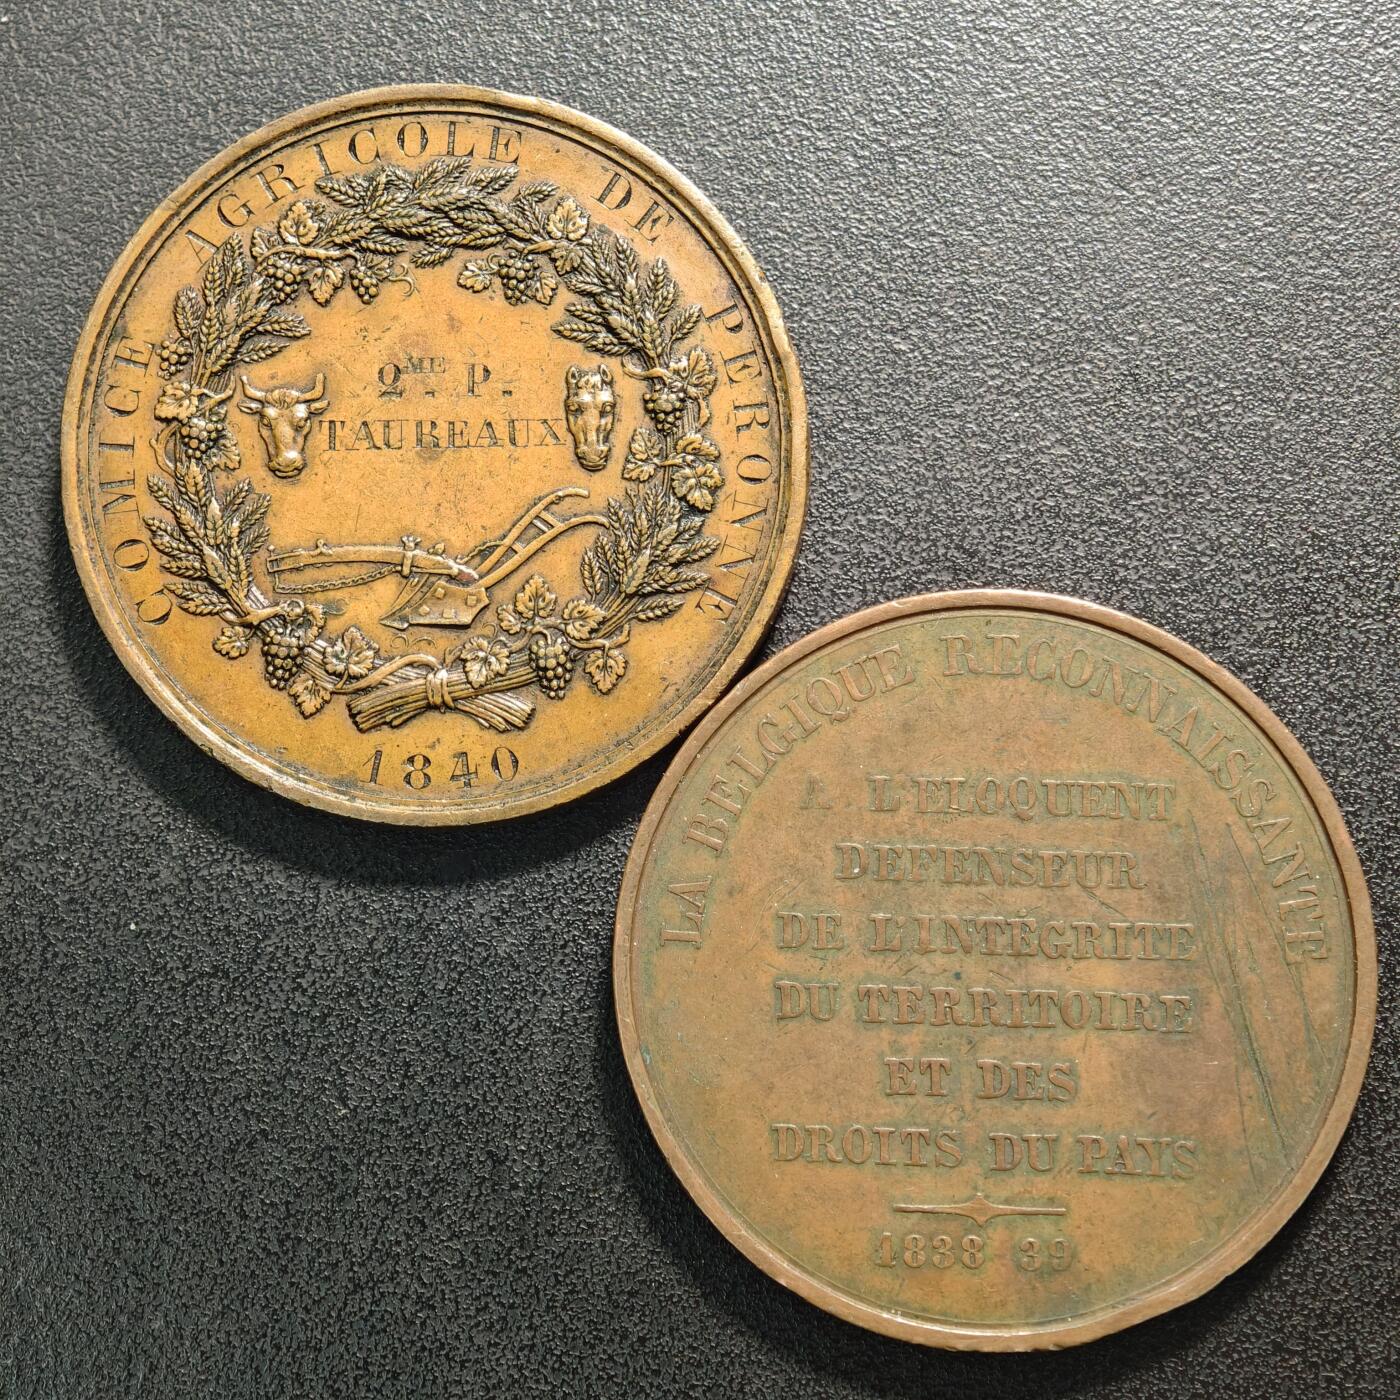 COMICE AGRICOLE DE PERONNE
2ME. P.
TAUREAUX
1840
LA BELGIQUE RECONNAISSANTE
A L'ELOQUENT
DEFENSEUR
DE L'INTÉGRITE
DU TERRITOIRE
ET DES
DROITS DU PAYS
1838 39